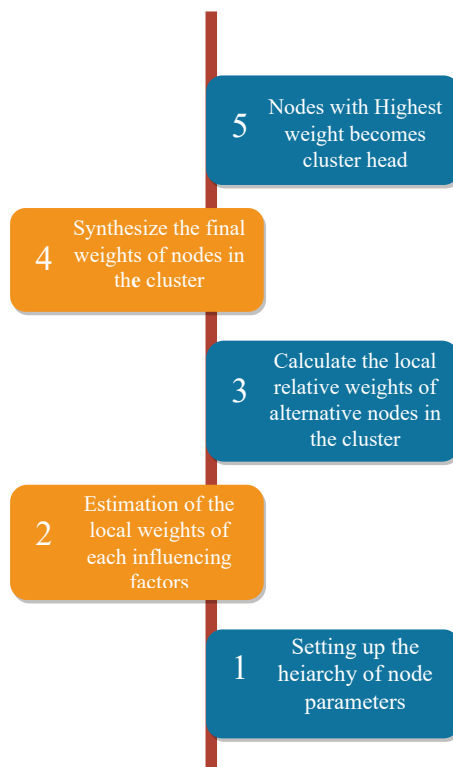 5
Nodes with Highest
weight becomes
cluster head
4
Synthesize the final
weights of nodes in
the cluster
3
Calculate the local
relative weights of
alternative nodes in
the cluster
2
Estimation of the
local weights of
each influencing
factors
1
Setting up the
heiarchy of node
parameters